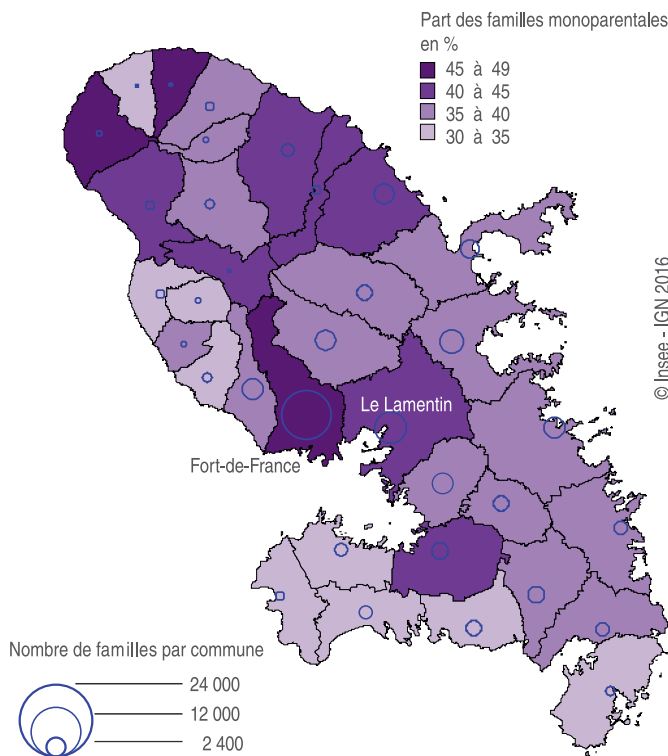 Part des familles monoparentales
en %
45 à 49
40 à 45
35 à 40
30 à 35
© Insee - IGN 2016
Le Lamentin
Fort-de-France
Nombre de familles par commune
24 000
12 000
2 400